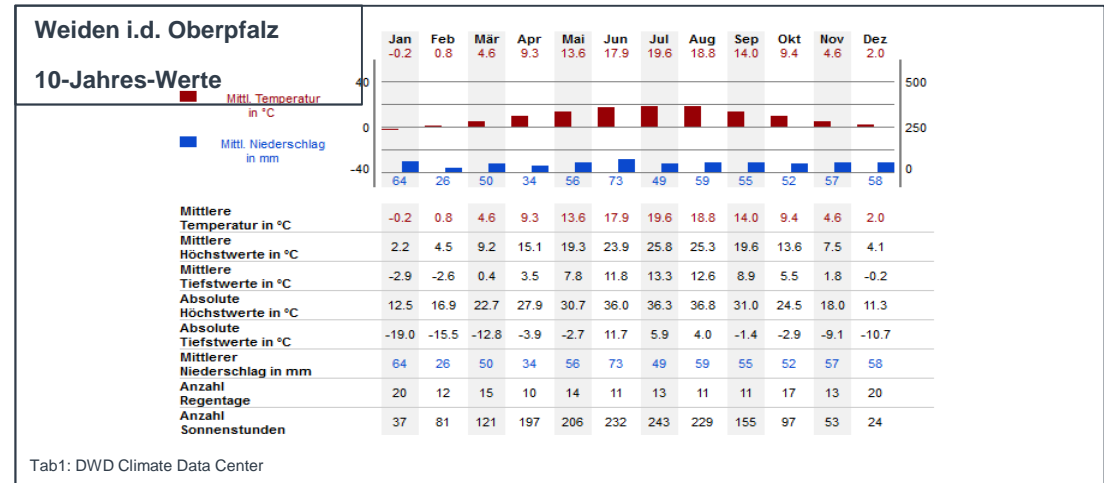 Weiden i.d. Oberpfalz
10-Jahres-Werte
Jan Feb Mär Apr Mai Jun Jul Aug Sep Okt Nov Dez
-0.2 0.8 4.6 9.3 13.6 17.9 19.6 18.8 14.0 9.4 4.6 2.0
40 500
Mittl. Temperatur
in °C
0 250
Mittl. Niederschlag
in mm
-40 0
64 26 50 34 56 73 49 59 55 52 57 58
Mittlere
Temperatur in °C -0.2 0.8 4.6 9.3 13.6 17.9 19.6 18.8 14.0 9.4 4.6 2.0
Mittlere
Höchstwerte in °C 2.2 4.5 9.2 15.1 19.3 23.9 25.8 25.3 19.6 13.6 7.5 4.1
Mittlere
Tiefstwerte in °C -2.9 -2.6 0.4 3.5 7.8 11.8 13.3 12.6 8.9 5.5 1.8 -0.2
Absolute
Höchstwerte in °C 12.5 16.9 22.7 27.9 30.7 36.0 36.3 36.8 31.0 24.5 18.0 11.3
Absolute
Tiefstwerte in °C -19.0 -15.5 -12.8 -3.9 -2.7 11.7 5.9 4.0 -1.4 -2.9 -9.1 -10.7
Mittlerer
Niederschlag in mm 64 26 50 34 56 73 49 59 55 52 57 58
Anzahl
Regentage 20 12 15 10 14 11 13 11 11 17 13 20
Anzahl
Sonnenstunden 37 81 121 197 206 232 243 229 155 97 53 24
Tab1: DWD Climate Data Center